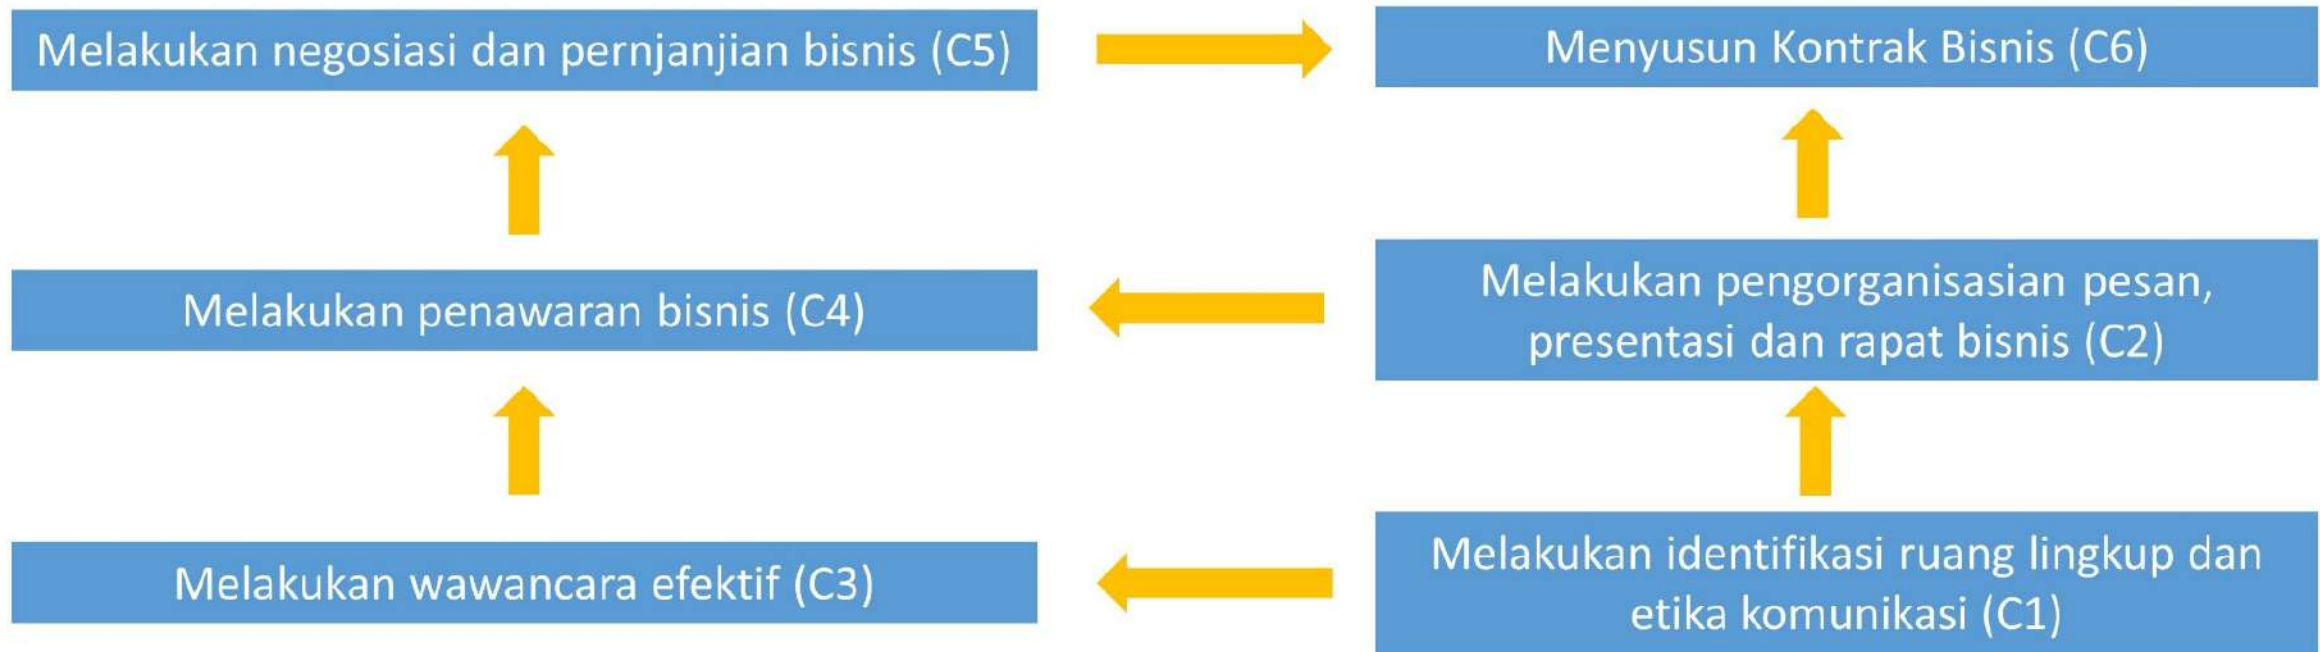 Melakukan negosiasi dan pernjanjian bisnis (C5)
Menyusun Kontrak Bisnis (C6)
Melakukan penawaran bisnis (C4)
Melakukan pengorganisasian pesan,
presentasi dan rapat bisnis (C2)
Melakukan wawancara efektif (C3)
Melakukan identifikasi ruang lingkup dan
etika komunikasi (C1)